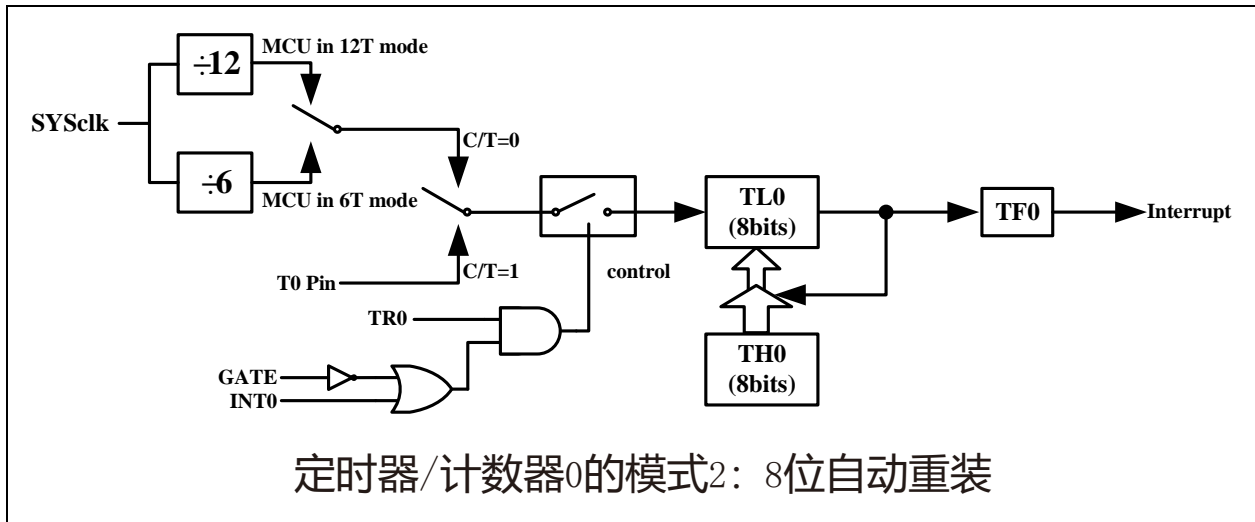 ÷12
MCU in 12T mode
SYSclk
C/T=0
÷6
MCU in 6T mode
TL0
(8bits)
TF0
Interrupt
T0 Pin
C/T=1
control
TR0
TH0
(8bits)
GATE
INT0
定时器/计数器0的模式2: 8位自动重装